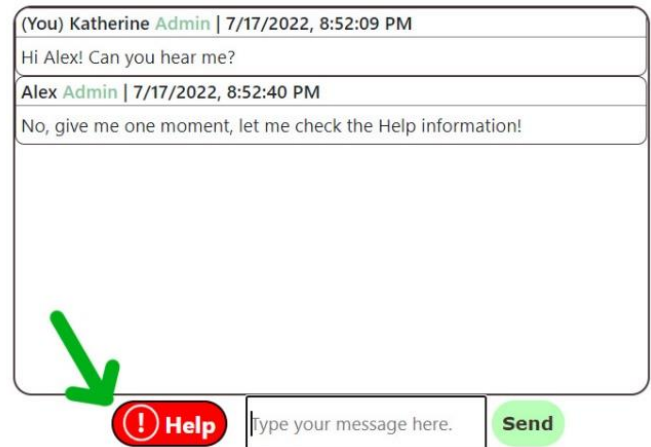 (You) Katherine Admin | 7/17/2022, 8:52:09 PM
Hi Alex! Can you hear me?
Alex Admin | 7/17/2022, 8:52:40 PM
No, give me one moment, let me check the Help information!
! Help Type your message here. Send